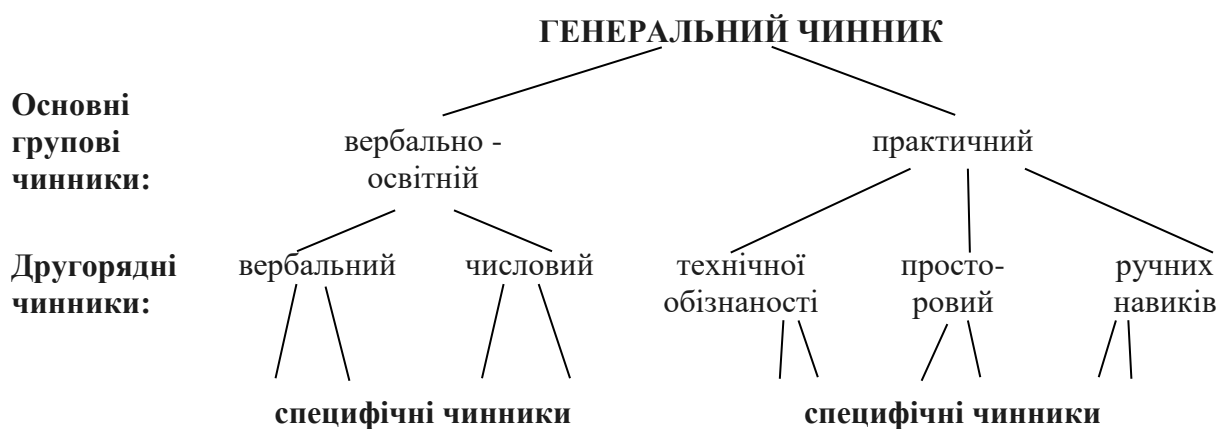 ГЕНЕРАЛЬНИЙ ЧИННИК
Основні
групові
чинники:
вербально -
освітній
практичний
Другорядні
чинники:
вербальний
числовий
технічної
обізнаності
просто-
ровий
ручних
навиків
специфічні чинники
специфічні чинники